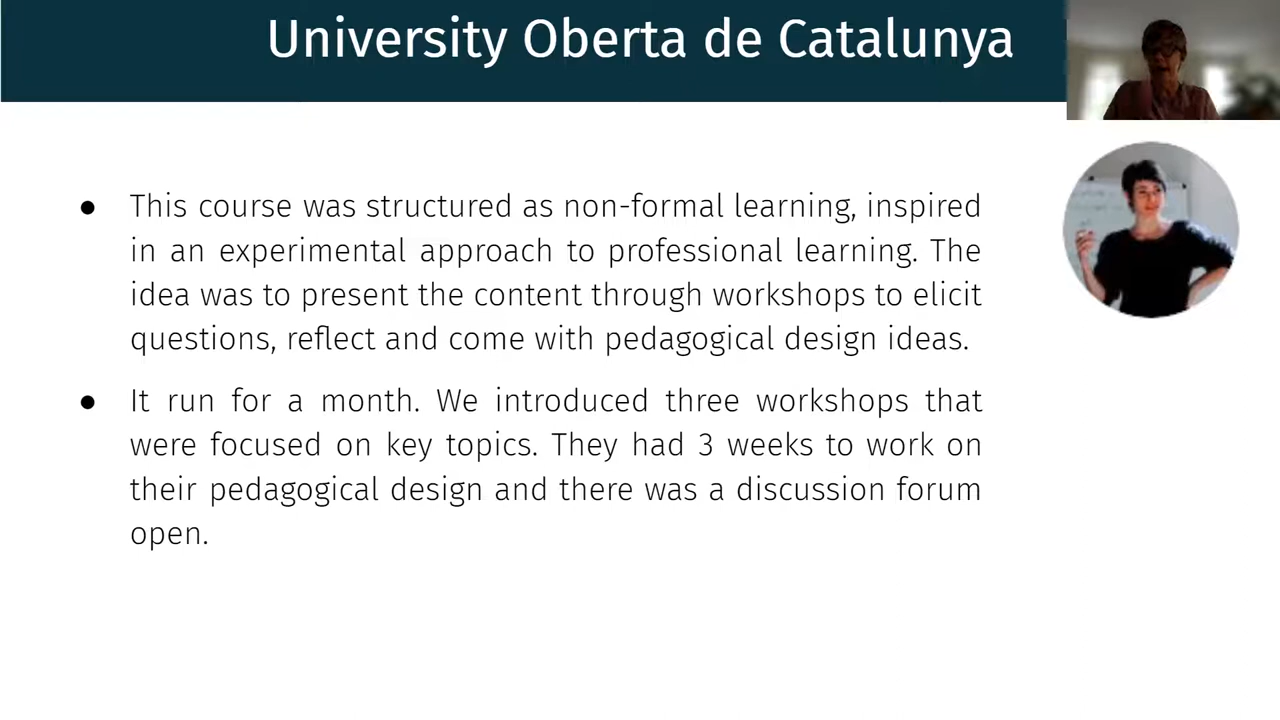 University Oberta de Catalunya
● This course was structured as non-formal learning, inspired
in an experimental approach to professional learning. The
idea was to present the content through workshops to elicit
questions, reflect and come with pedagogical design ideas.
● It run for a month. We introduced three workshops that
were focused on key topics. They had 3 weeks to work on
their pedagogical design and there was a discussion forum
open.